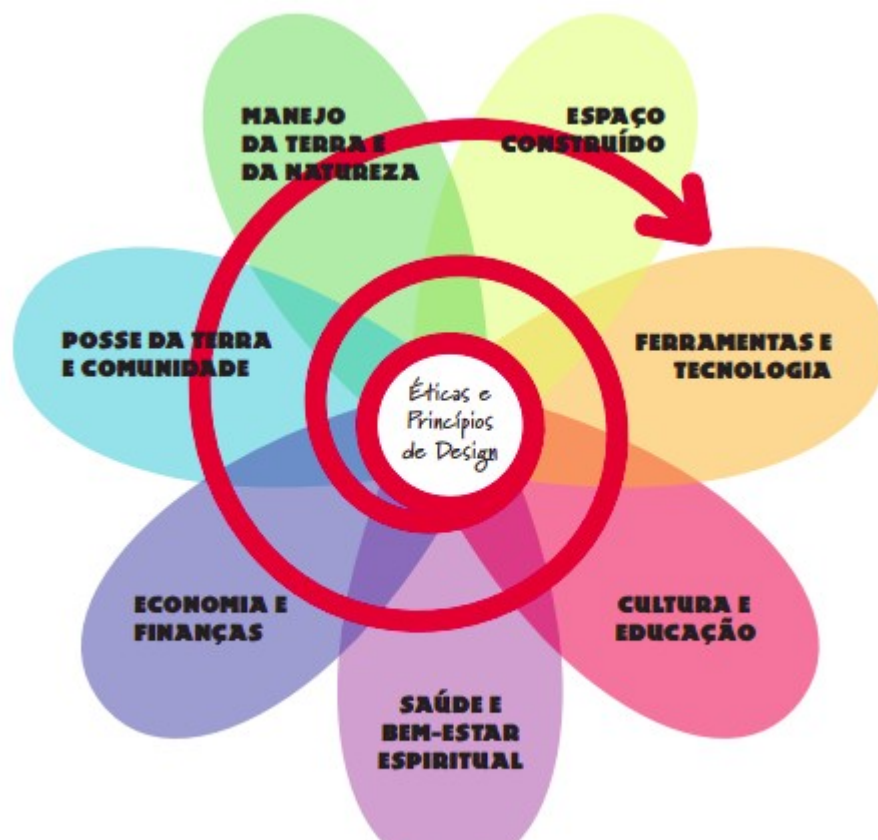 MANEJO
DA TERRA E
DA NATUREZA
ESPAÇO
CONSTRUÍDO
FERRAMENTAS E
TECNOLOGIA
CULTURA E
EDUCAÇÃO
SAÚDE E
BEM-ESTAR
ESPIRITUAL
ECONOMIA E
FINANÇAS
POSSE DA TERRA
E COMUNIDADE
Éticas e
Princípios
de Design